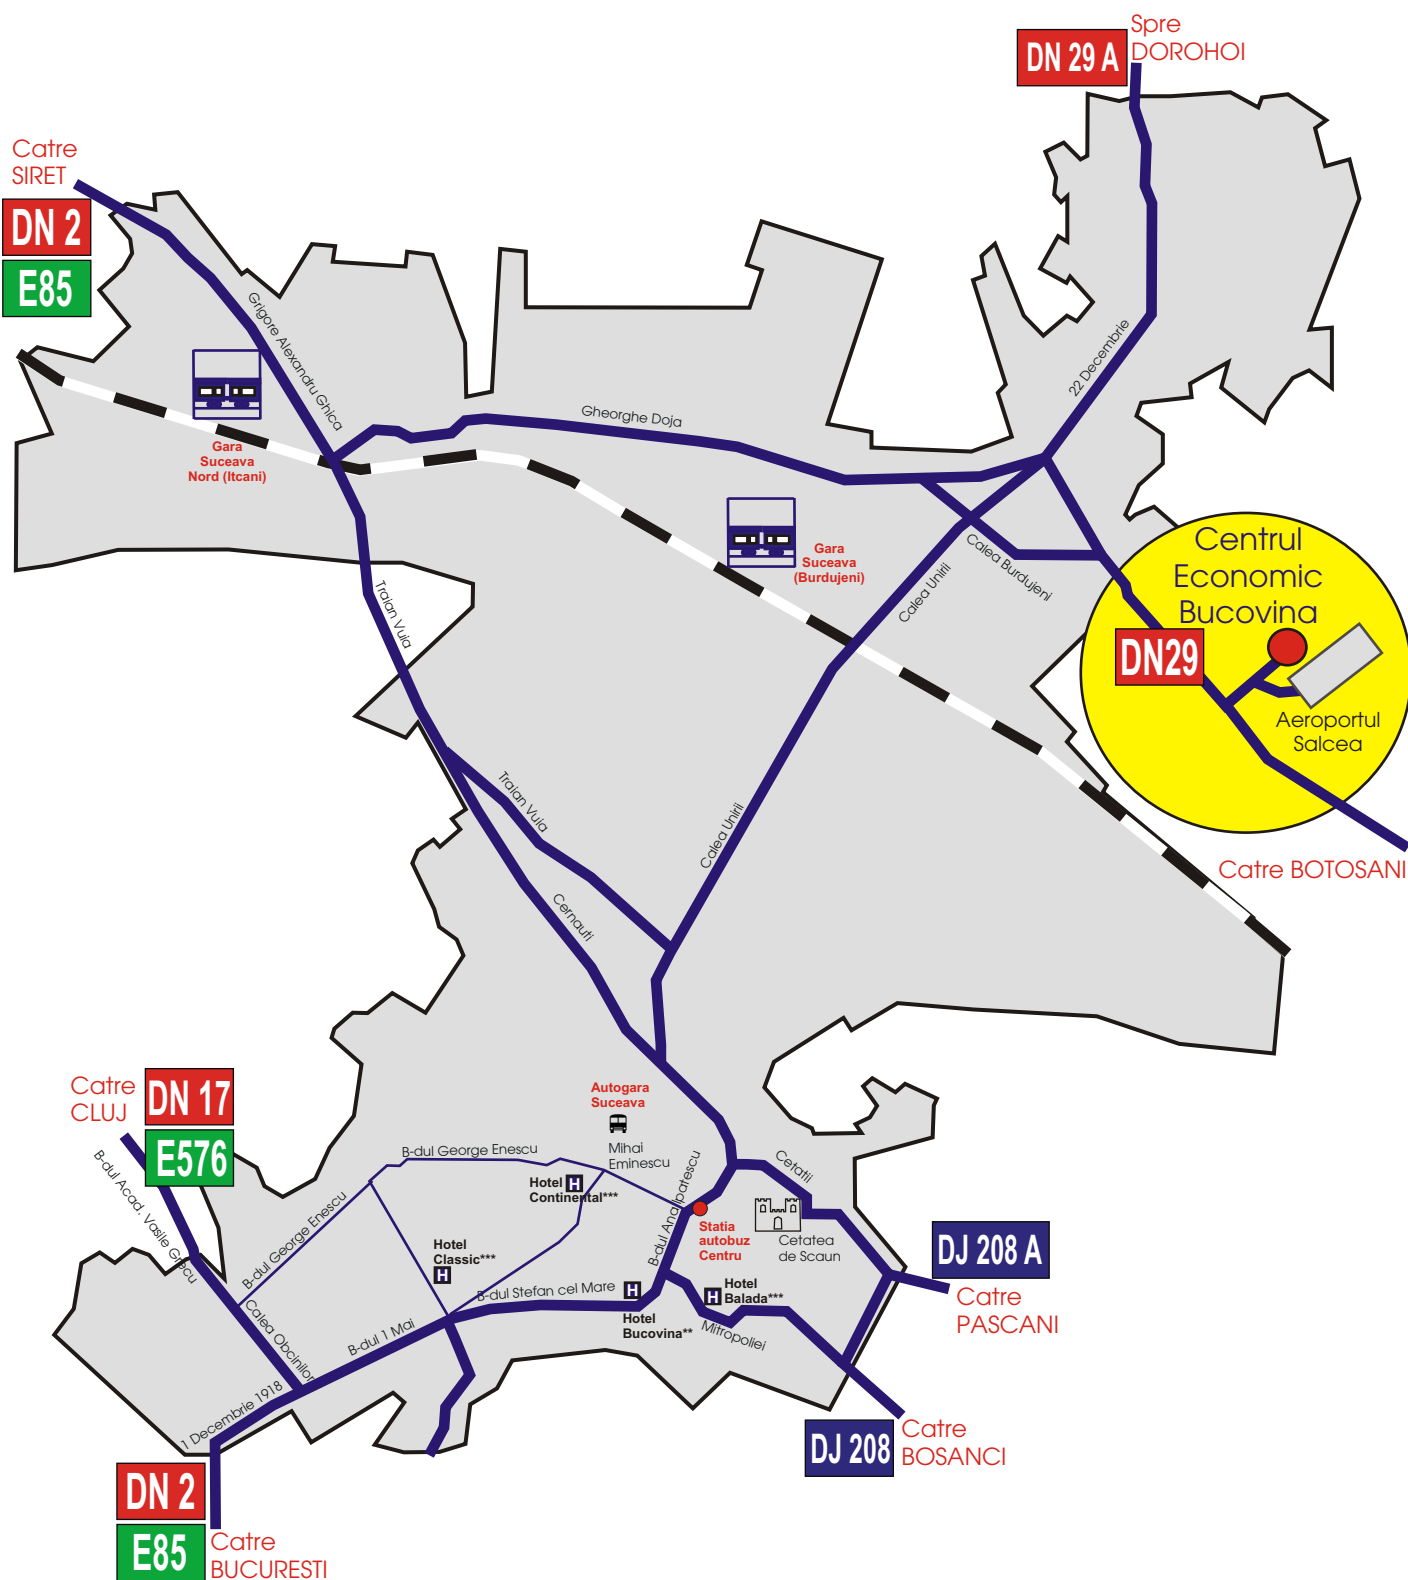 Spre
DOROHOI
DN 29 A
Catre
SIRET
DN 2
E85
Grigore Alexandru Ghica
22 Decembrie
Gheorghe Doja
Gara
Suceava
Nord (Itcani)
Gara
Suceava
(Burdujeni)
Calea Unirii
Calea Burdujeni
Centrul
Economic
Bucovina
DN29
Aeroportul
Salcea
Catre BOTOSANI
Traian Vuia
Traian Vuia
Calea Unirii
Cernauti
Catre
CLUJ
DN 17
E576
B-dul Acad. Vasile Grecu
Autogara
Suceava
Mihai
Eminescu
B-dul George Enescu
B-dul George Enescu
Hotel
Continental***
B-dul Ana Ipatescu
Cetatii
Statia
autobuz
Centru
Cetatea
de Scaun
Hotel
Classic***
H
H
B-dul Stefan cel Mare
H
Hotel
Bucovina**
H
Hotel
Balada***
Mitropoliei
DJ 208 A
Catre
PASCANI
Calea Obcinilor
B-dul 1 Mai
1 Decembrie 1918
DJ 208
Catre
BOSANCI
DN 2
E85
Catre
BUCURESTI